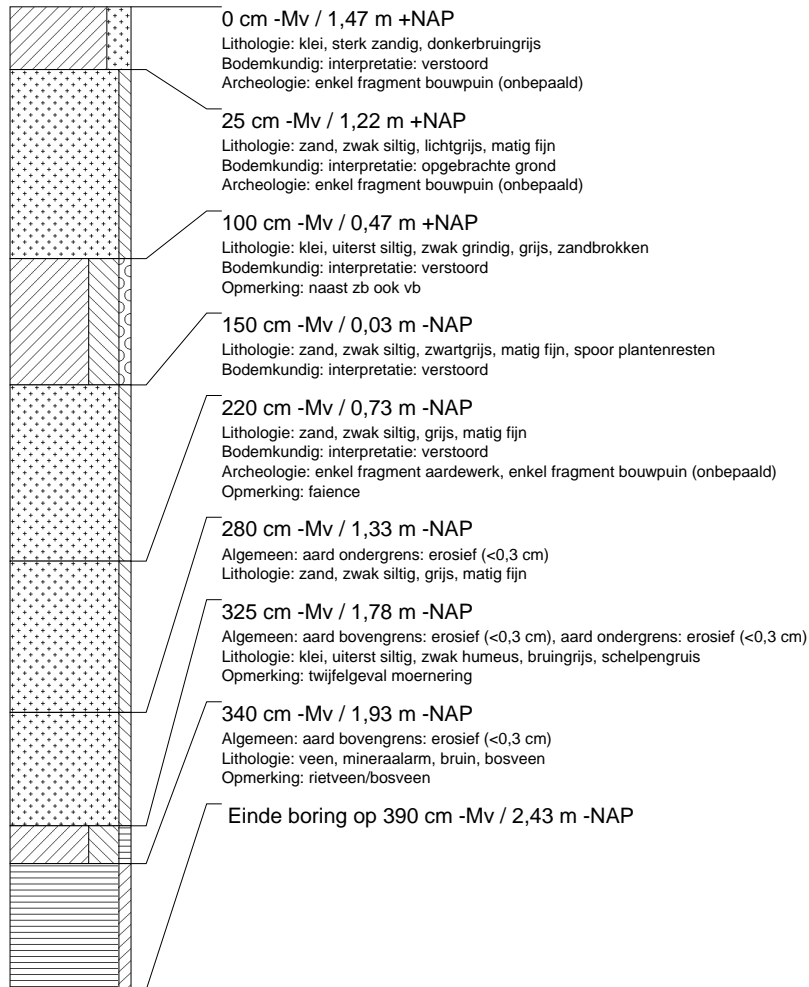 0 cm -Mv / 1,47 m +NAP
Lithologie: klei, sterk zandig, donkerbruingrijs
Bodemkundig: interpretatie: verstoord
Archeologie: enkel fragment bouwpuin (onbepaald)
25 cm -Mv / 1,22 m +NAP
Lithologie: zand, zwak siltig, lichtgrijs, matig fijn
Bodemkundig: interpretatie: opgebrachte grond
Archeologie: enkel fragment bouwpuin (onbepaald)
100 cm -Mv / 0,47 m +NAP
Lithologie: klei, uiterst siltig, zwak grindig, grijs, zandbrokken
Bodemkundig: interpretatie: verstoord
Opmerking: naast zb ook vb
150 cm -Mv / 0,03 m -NAP
Lithologie: zand, zwak siltig, zwartgrijs, matig fijn, spoor plantenresten
Bodemkundig: interpretatie: verstoord
220 cm -Mv / 0,73 m -NAP
Lithologie: zand, zwak siltig, grijs, matig fijn
Bodemkundig: interpretatie: verstoord
Archeologie: enkel fragment aardewerk, enkel fragment bouwpuin (onbepaald)
Opmerking: faience
280 cm -Mv / 1,33 m -NAP
Algemeen: aard ondergrens: erosief (<0,3 cm)
Lithologie: zand, zwak siltig, grijs, matig fijn
325 cm -Mv / 1,78 m -NAP
Algemeen: aard bovengrens: erosief (<0,3 cm), aard ondergrens: erosief (<0,3 cm)
Lithologie: klei, uiterst siltig, zwak humeus, bruingrijs, schelpengruis
Opmerking: twijfelgeval moernering
340 cm -Mv / 1,93 m -NAP
Algemeen: aard bovengrens: erosief (<0,3 cm)
Lithologie: veen, mineraalarm, bruin, bosveen
Opmerking: rietveen/bosveen
Einde boring op 390 cm -Mv / 2,43 m -NAP